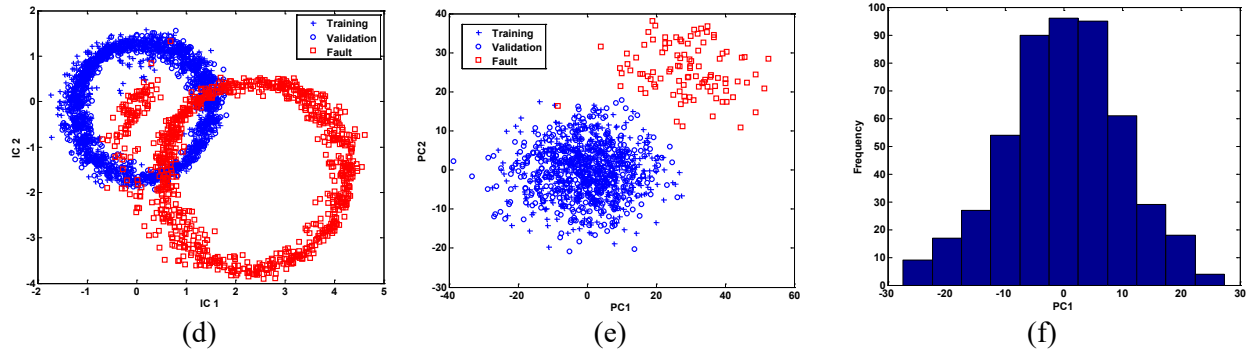 Training
Validation
Fault
2
1
0
-1
-2
-3
-4
-2 -1 0 1 2 3 4 5
IC 1
IC 2
(d)
Training
Validation
Fault
40
30
20
10
0
-10
-20
-30
-40 -20 0 20 40 60
PC1
PC2
(e)
100
90
80
70
60
50
40
30
20
10
0
-30 -20 -10 0 10 20 30
PC1
Frequency
(f)